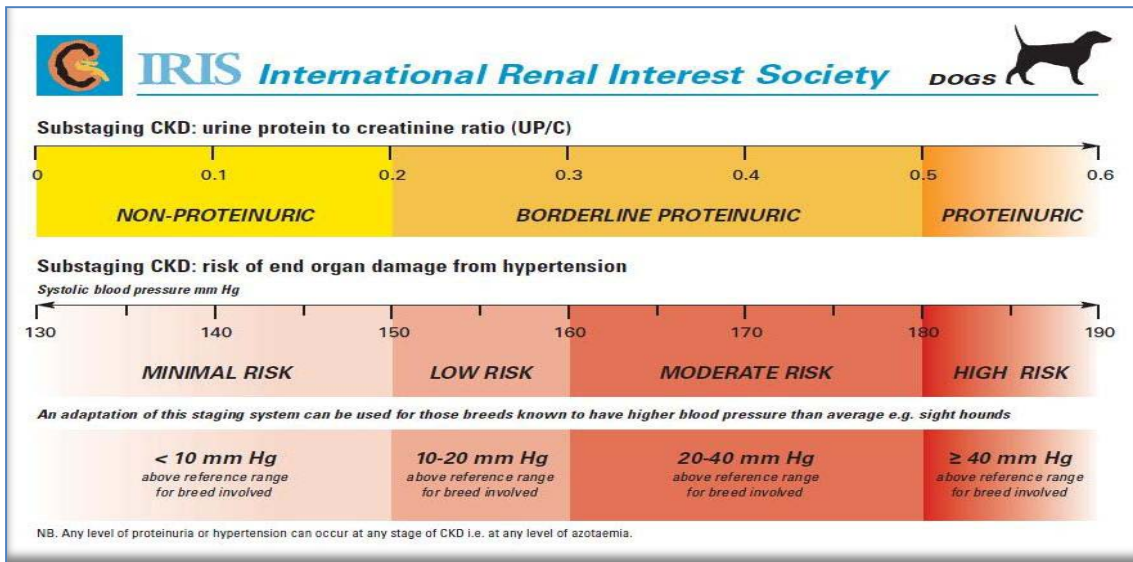 IRIS International Renal Interest Society DOGS
Substaging CKD: urine protein to creatinine ratio (UP/C)
0 0.1 0.2 0.3 0.4 0.5 0.6
NON-PROTEINURIC BORDERLINE PROTEINURIC PROTEINURIC
Substaging CKD: risk of end organ damage from hypertension
Systolic blood pressure mm Hg
130 140 150 160 170 180 190
MINIMAL RISK LOW RISK MODERATE RISK HIGH RISK
An adaptation of this staging system can be used for those breeds known to have higher blood pressure than average e.g. sight hounds
< 10 mm Hg 10-20 mm Hg 20-40 mm Hg ≥ 40 mm Hg
above reference range above reference range above reference range above reference range
for breed involved for breed involved for breed involved for breed involved
NB. Any level of proteinuria or hypertension can occur at any stage of CKD i.e. at any level of azotaemia.